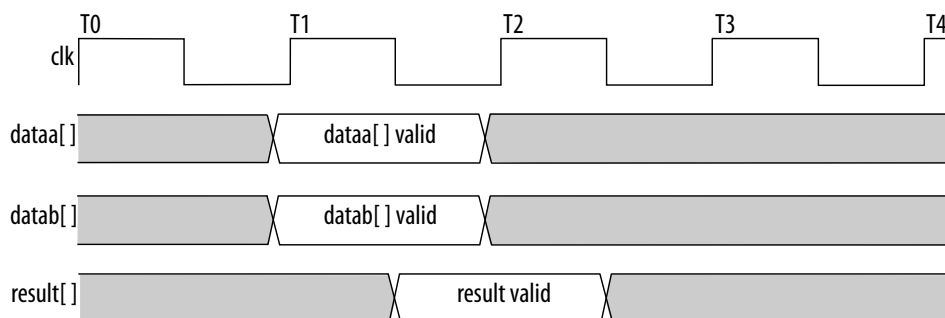 T0 T1 T2 T3 T4
clk
dataa[ ] dataa[ ] valid
datab[ ] datab[ ] valid
result[ ] result valid